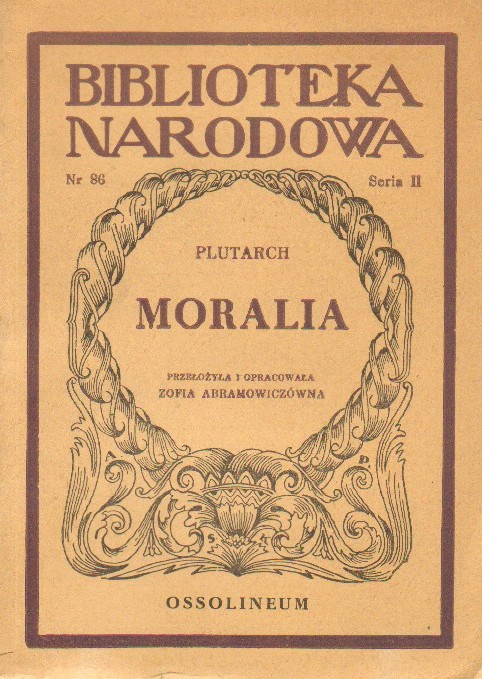 BIBLIOTEKA
NARODOWA
Nr 86 Seria II
PLUTARCH
MORALIA
PRZEŁOŻYŁA I OPRACOWAŁA
ZOFIA ABRAMOWICZÓWNA
A. D.
S. K.
OSSOLINEUM